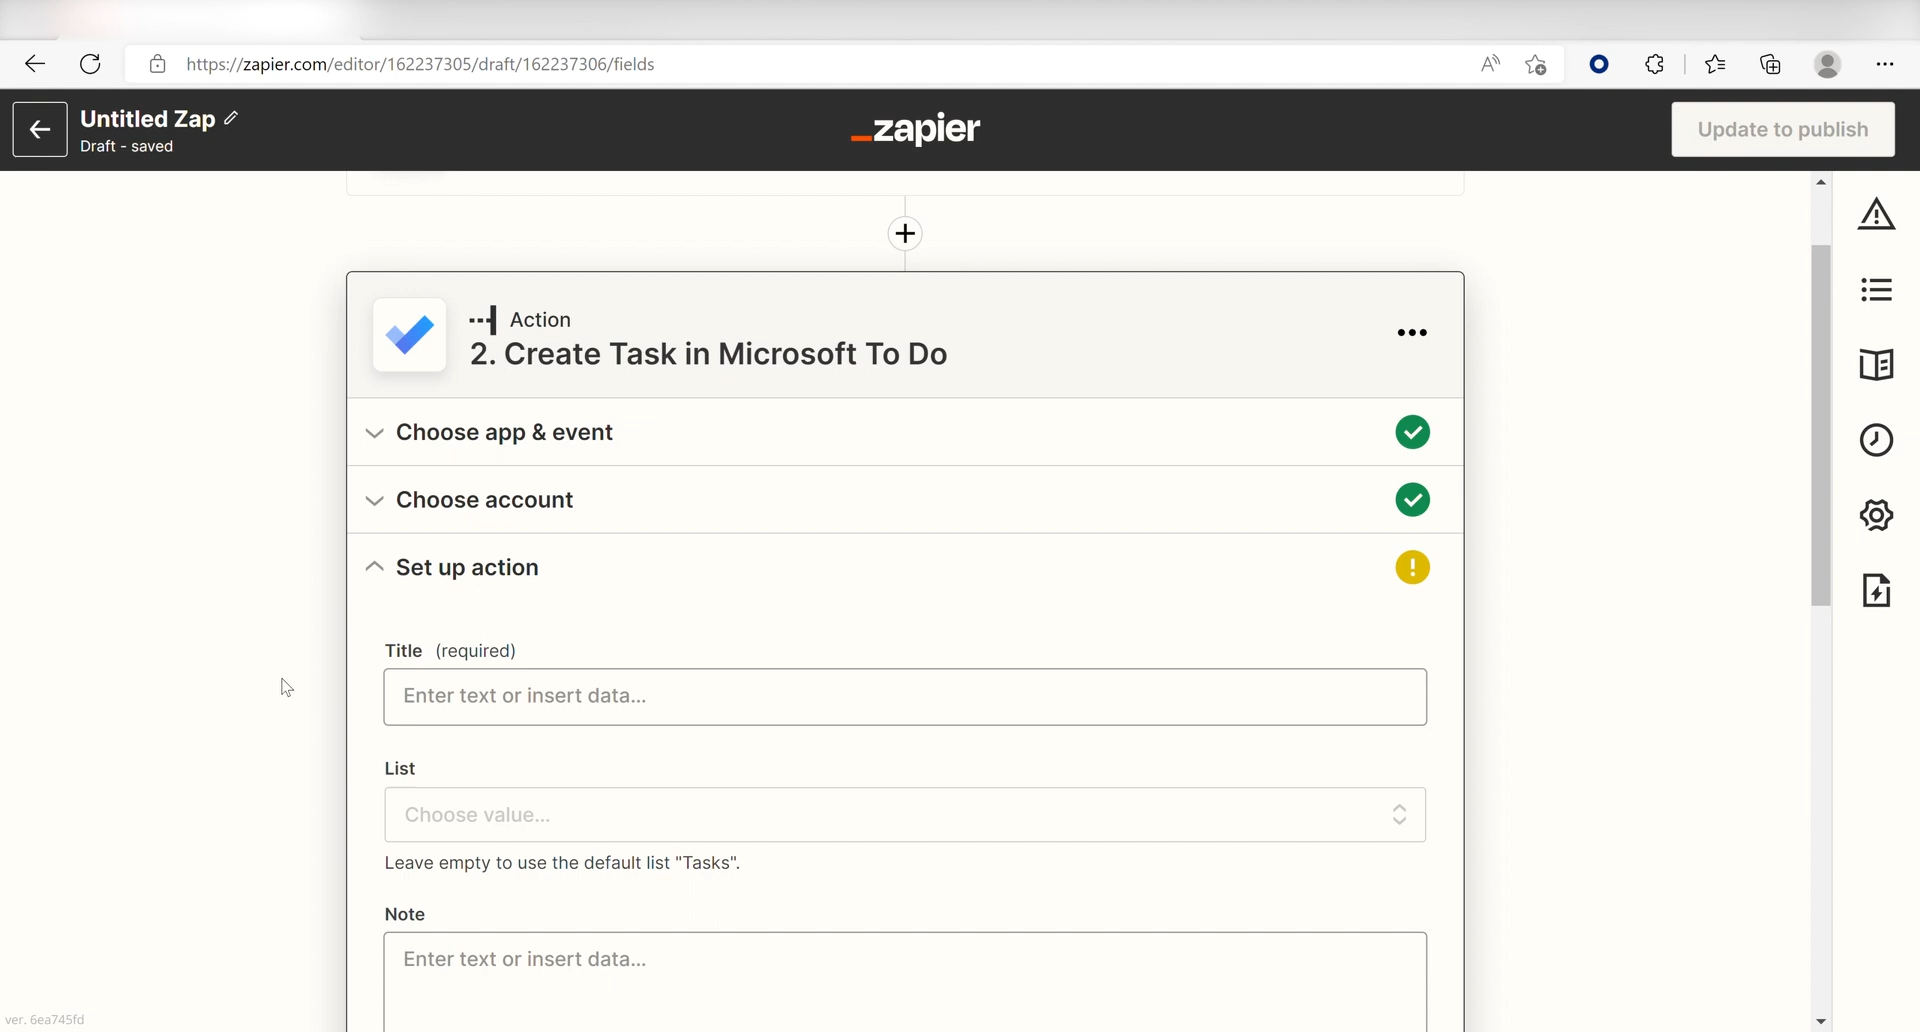 https://zapier.com/editor/162237305/draft/162237306/fields
Untitled Zap
Draft - saved
_zapier
Update to publish
Action
2. Create Task in Microsoft To Do
Choose app & event
Choose account
Set up action
Title (required)
Enter text or insert data...
List
Choose value...
Leave empty to use the default list "Tasks".
Note
Enter text or insert data...
ver. 6ea745fd